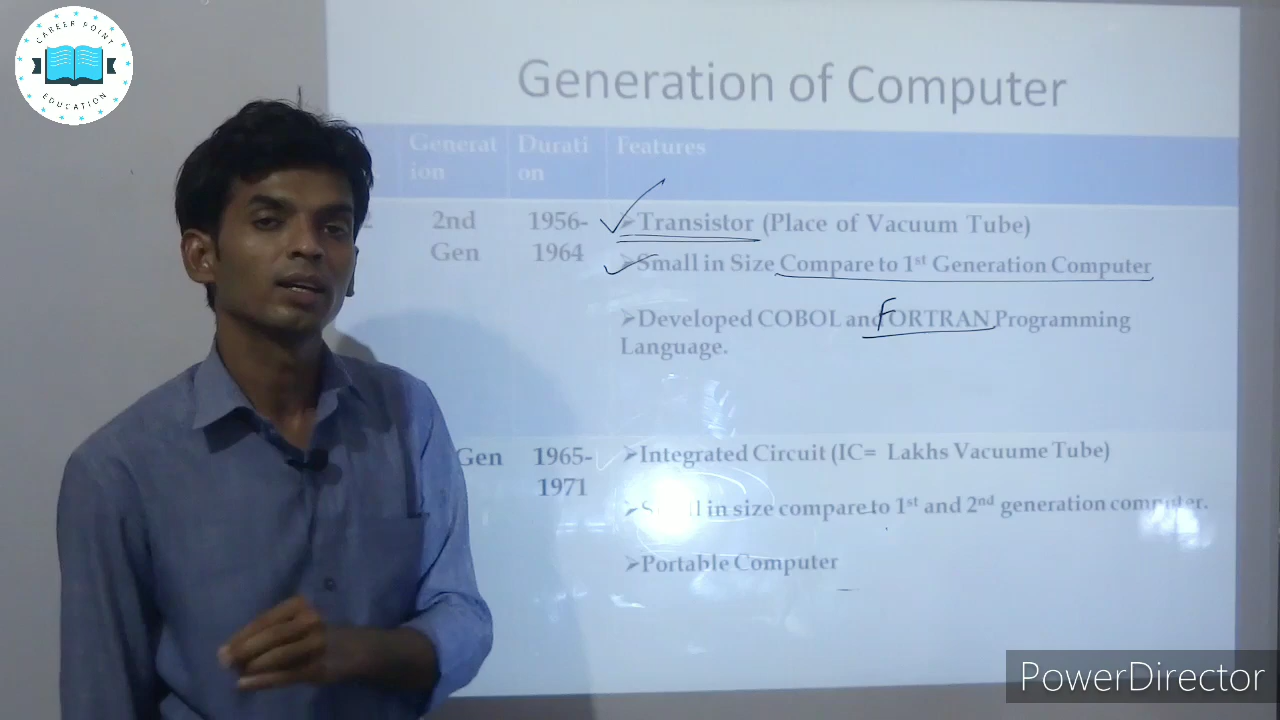 CAREER POINT
EDUCATION
Generation of Computer
Generat
ion
Durati
on
Features
2nd
Gen
1956-
1964
➢Transistor (Place of Vacuum Tube)
➢Small in Size Compare to 1st Generation Computer
➢Developed COBOL and FORTRAN Programming
Language.
Gen
1965-
1971
➢Integrated Circuit (IC= Lakhs Vacuume Tube)
➢Small in size compare to 1st and 2nd generation computer.
➢Portable Computer
PowerDirector